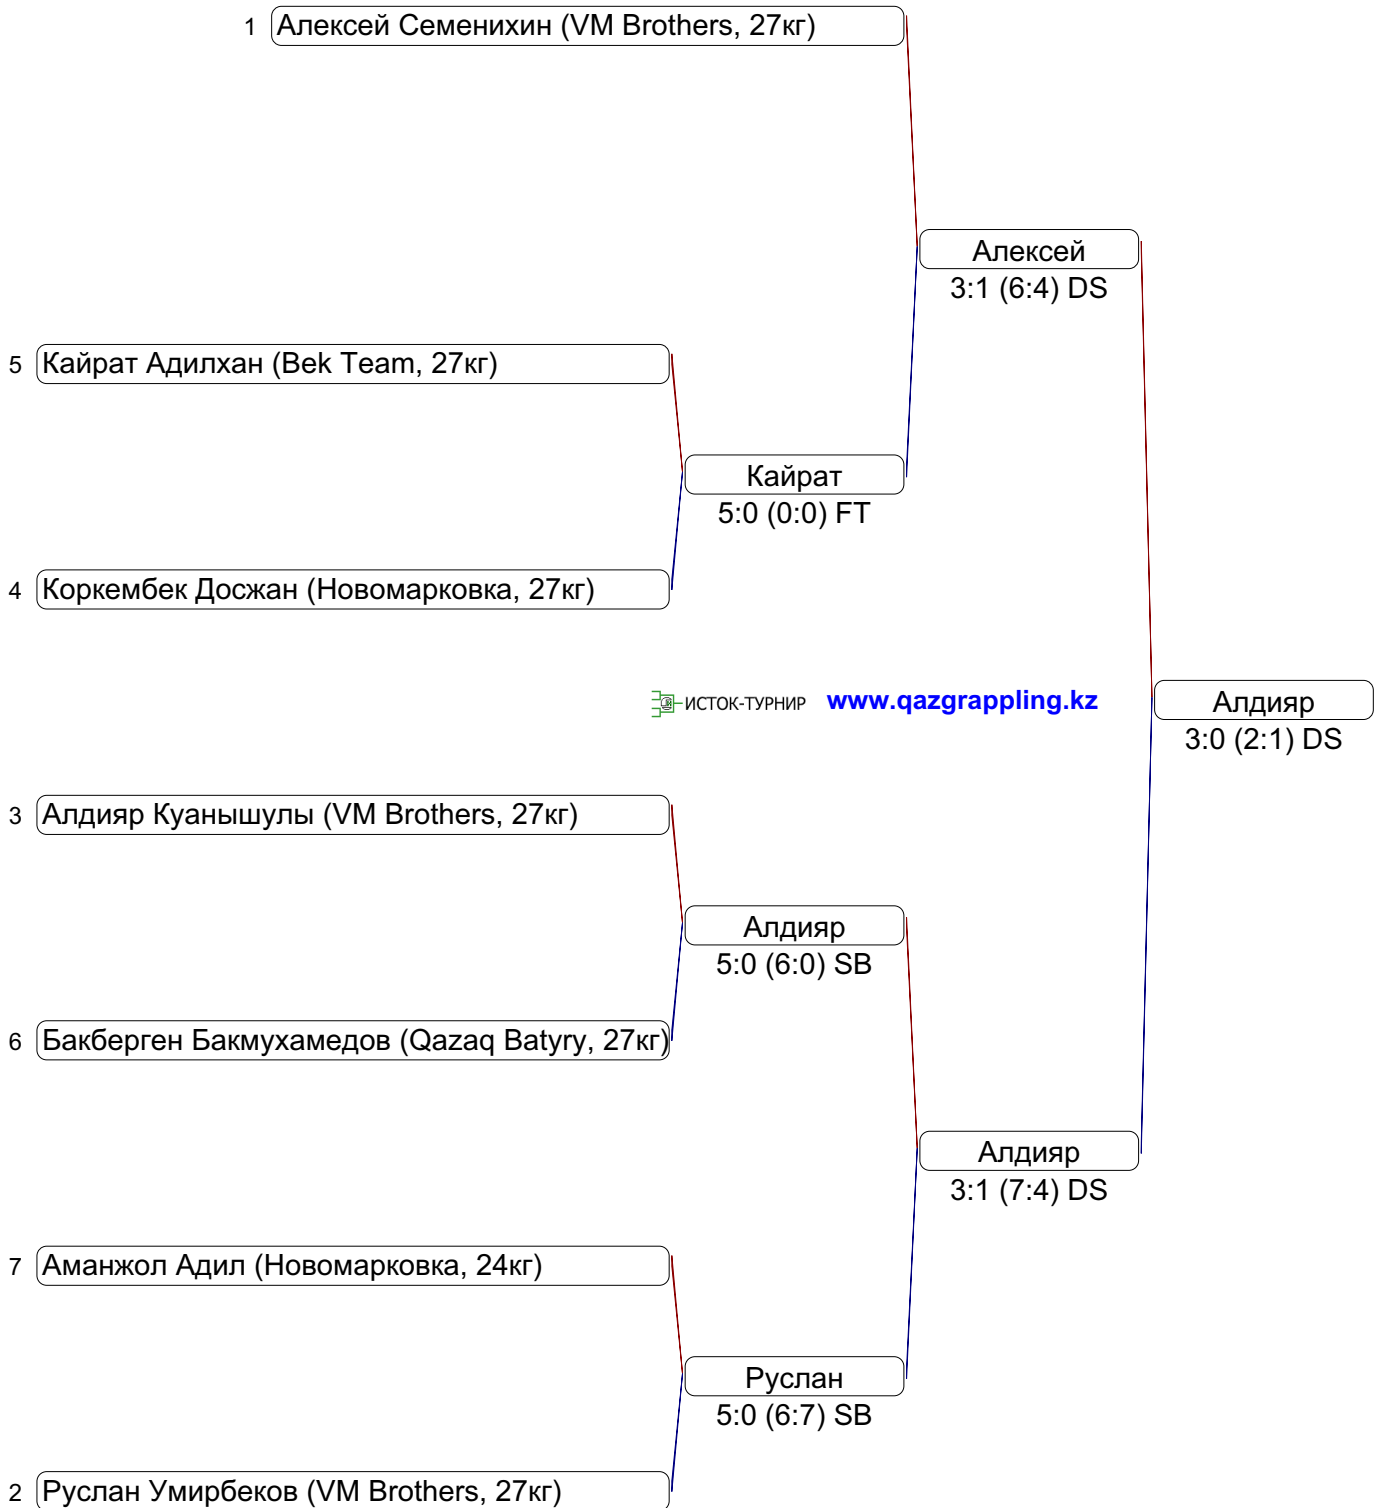 1 Алексей Семенихин (VM Brothers, 27кг)
Алексей
3:1 (6:4) DS
5 Кайрат Адилхан (Bek Team, 27кг)
Кайрат
5:0 (0:0) FT
4 Коркембек Досжан (Новомарковка, 27кг)
ИСТОК-ТУРНИР www.qazgrappling.kz
Алдияр
3:0 (2:1) DS
3 Алдияр Куанышулы (VM Brothers, 27кг)
Алдияр
5:0 (6:0) SB
6 Бакберген Бакмухамедов (Qazaq Batyry, 27кг)
Алдияр
3:1 (7:4) DS
7 Аманжол Адил (Новомарковка, 24кг)
Руслан
5:0 (6:7) SB
2 Руслан Умирбеков (VM Brothers, 27кг)